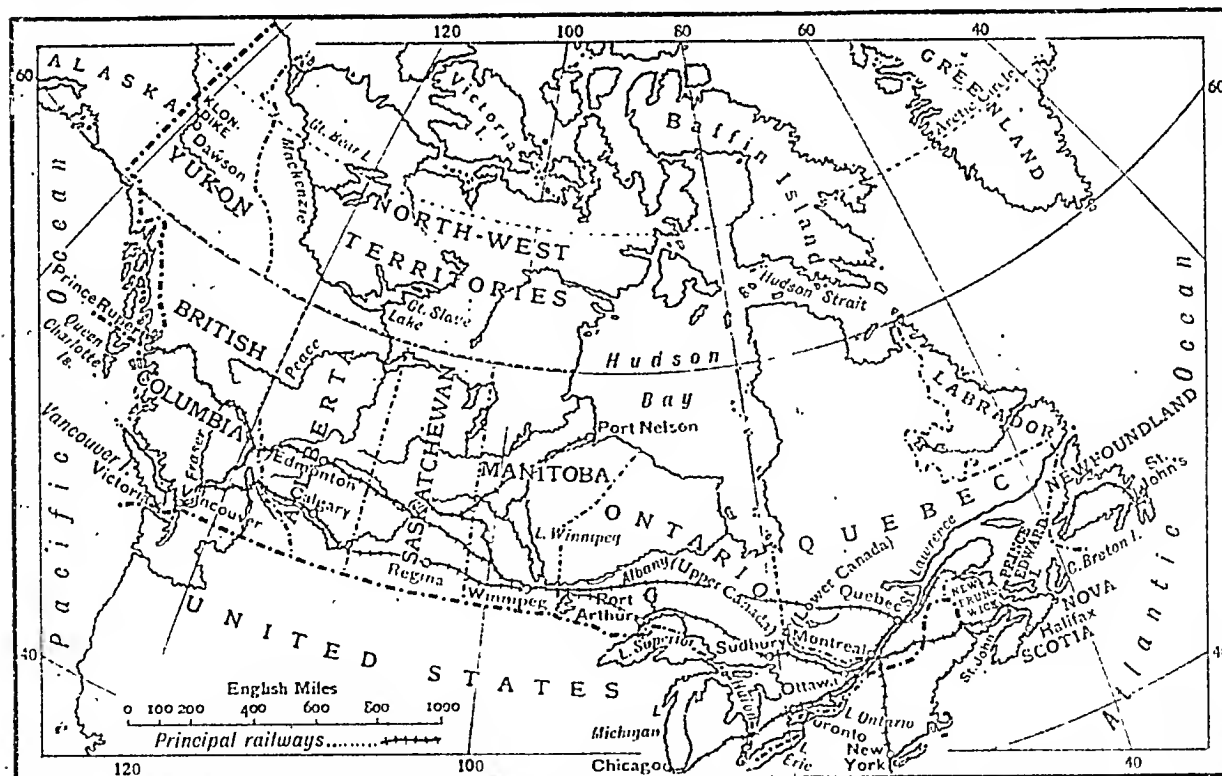 120
100
80
60
40
60
60
ALASKA
KLON-
DIKE
Dawson
YUKON
Mackenzie
Gt. Bear L.
Victoria I.
Baffin Island
GREENLAND
Arctic Circle
NORTH-WEST
TERRITORIES
Gt. Slave
Lake
Hudson Strait
Pacific Ocean
Prince Rupert
Queen
Charlotte
Is.
BRITISH
COLUMBIA
Peace
Fraser
ALBERTA
SASKATCHEWAN
Hudson
Bay
Port Nelson
LABRADOR
NEWFOUNDLAND
St.
John's
Atlantic Ocean
Vancouver I.
Victoria
Vancouver
Edmonton
Calgary
MANITOBA
L. Winnipeg
ONTARIO
QUEBEC
Regina
Winnipeg
Port
Arthur
Albany
(Upper Canada)
(Lower Canada)
Quebec
St. Lawrence
NEW
BRUNS
WICK
PRINCE
EDWARD
C. Breton I.
NOVA
SCOTIA
Halifax
St. John
UNITED STATES
L. Superior
Sudbury
Montreal
Ottawa
L. Huron
L. Ontario
Toronto
L. Erie
L. Michigan
Chicago
New
York
40
English Miles
0 100 200 400 600 800 1000
Principal railways
120
100
40